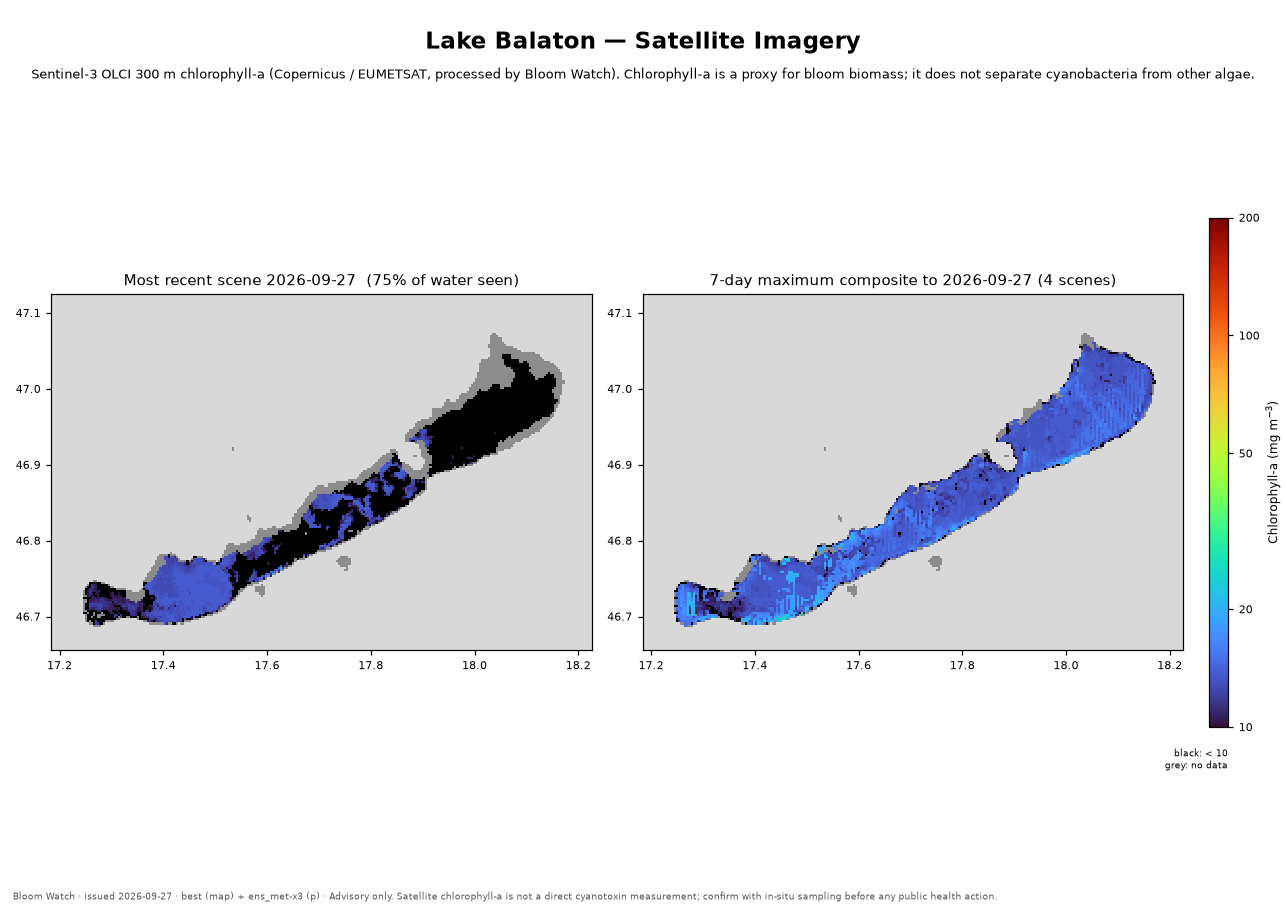 Lake Balaton — Satellite Imagery
Sentinel-3 OLCI 300 m chlorophyll-a (Copernicus / EUMETSAT, processed by Bloom Watch). Chlorophyll-a is a proxy for bloom biomass; it does not separate cyanobacteria from other algae.
Most recent scene 2026-09-27 (75% of water seen)
47.1
47.0
46.9
46.8
46.7
17.2 17.4 17.6 17.8 18.0 18.2
7-day maximum composite to 2026-09-27 (4 scenes)
47.1
47.0
46.9
46.8
46.7
17.2 17.4 17.6 17.8 18.0 18.2
200
100
50
20
10
Chlorophyll-a (mg m⁻³)
black: < 10
grey: no data
Bloom Watch · issued 2026-09-27 · best (map) + ens_met-x3 (p) · Advisory only. Satellite chlorophyll-a is not a direct cyanotoxin measurement; confirm with in-situ sampling before any public health action.